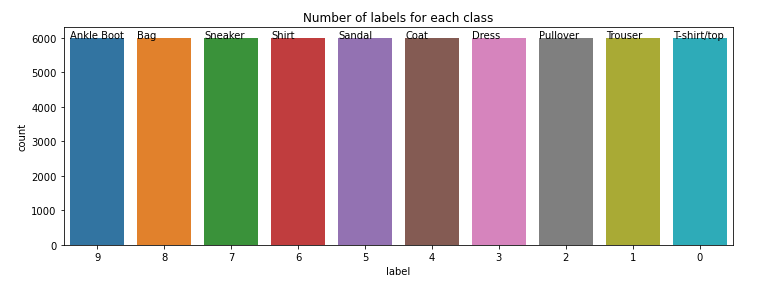 Number of labels for each class
Ankle Boot Bag Sneaker Shirt Sandal Coat Dress Pullover Trouser T-shirt/top
6000
5000
4000
3000
2000
1000
0
count
9 8 7 6 5 4 3 2 1 0
label